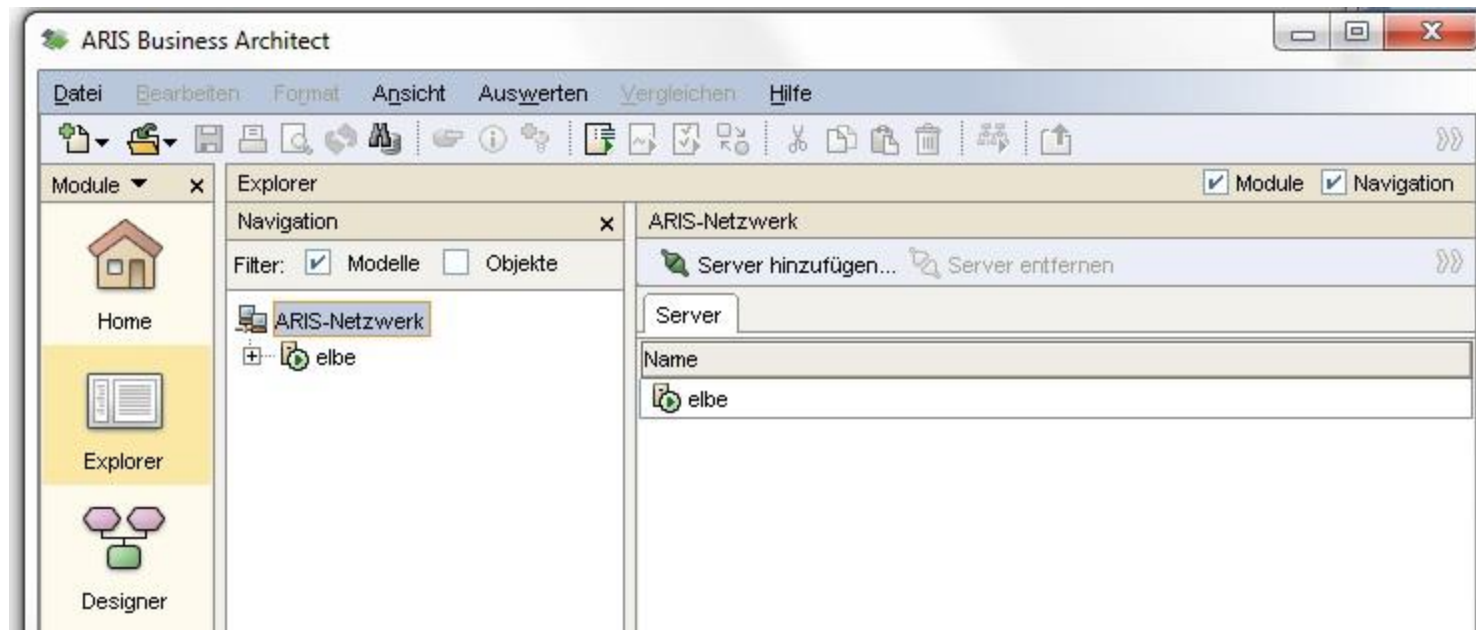 ARIS Business Architect
Datei Bearbeiten Format Ansicht Auswerten Vergleichen Hilfe
Module
Explorer
Module Navigation
Navigation
ARIS-Netzwerk
Filter: Modelle Objekte
Server hinzufügen... Server entfernen
Home
ARIS-Netzwerk
elbe
Server
Name
elbe
Explorer
Designer